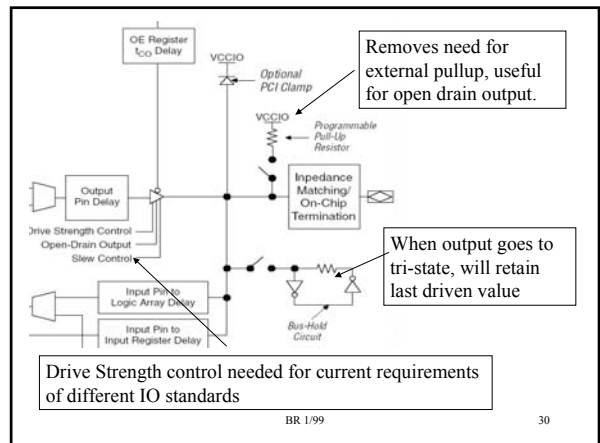 OE Register
tCO Delay
VCCIO
Optional
PCI Clamp
Removes need for
external pullup, useful
for open drain output.
VCCIO
Programmable
Pull-Up
Resistor
Output
Pin Delay
Impedance
Matching/
On-Chip
Termination
Drive Strength Control
Open-Drain Output
Slew Control
When output goes to
tri-state, will retain
last driven value
Input Pin to
Logic Array Delay
Input Pin to
Input Register Delay
Bus-Hold
Circuit
Drive Strength control needed for current requirements
of different IO standards
BR 1/99
30